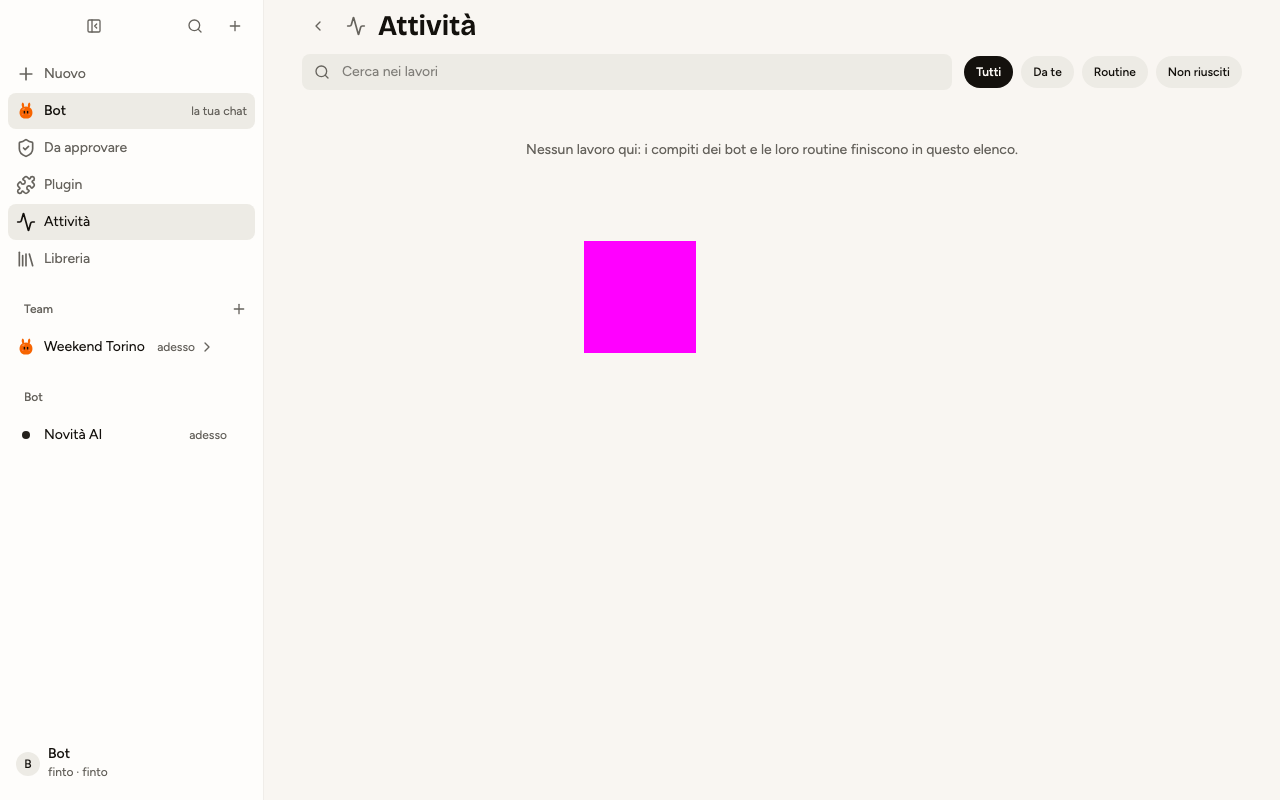 Attività
Cerca nei lavori
Tutti
Da te
Routine
Non riusciti
Nessun lavoro qui: i compiti dei bot e le loro routine finiscono in questo elenco.
Nuovo
Bot la tua chat
Da approvare
Plugin
Attività
Libreria
Team
Weekend Torino adesso
Bot
Novità AI adesso
B
Bot
finto · finto